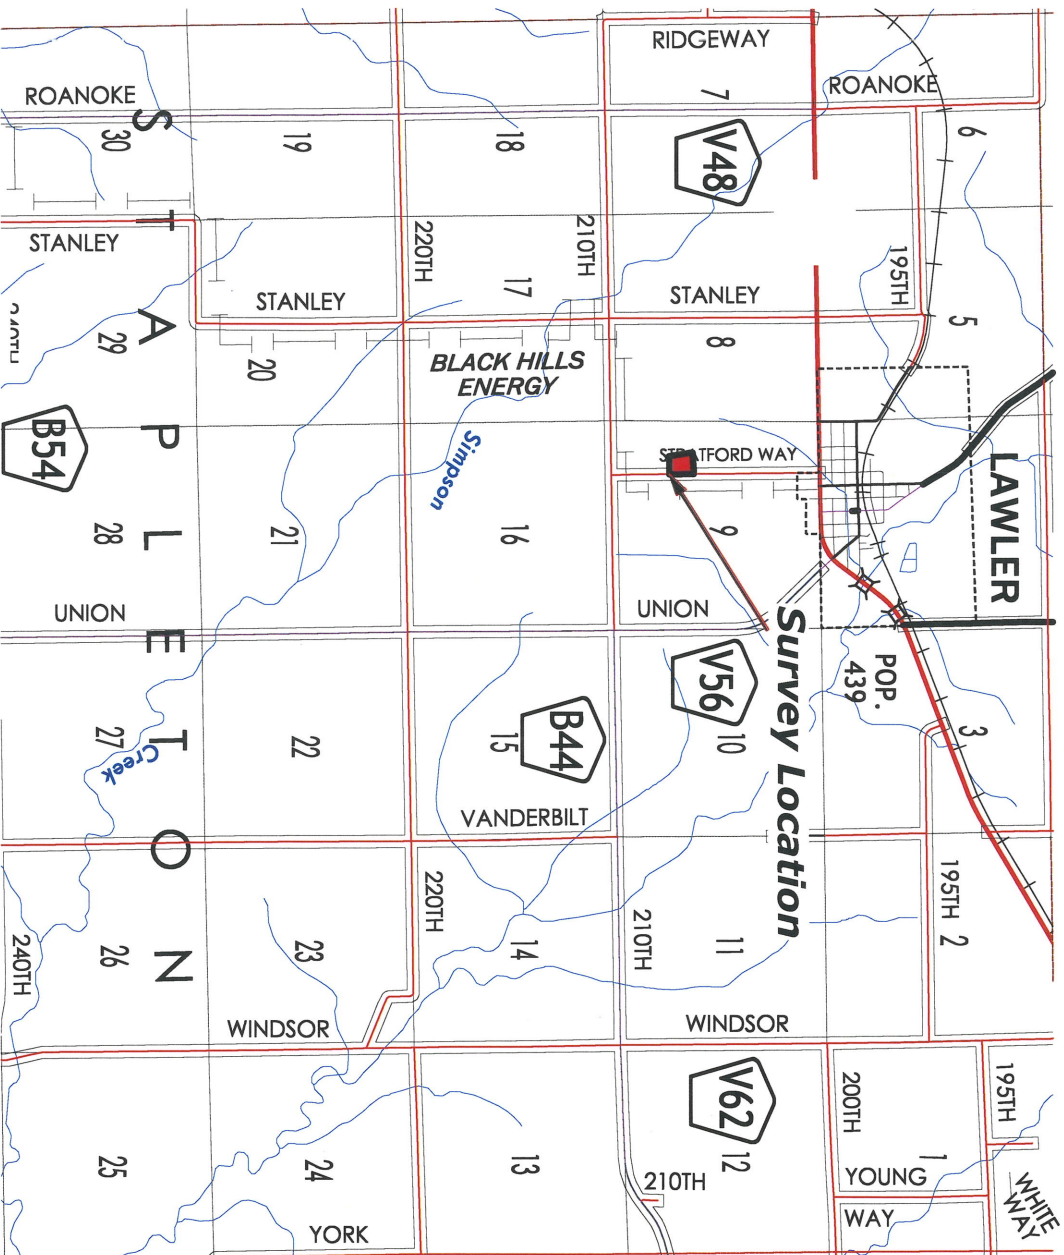 RIDGEWAY
ROANOKE
ROANOKE
7
6
30
19
18
V48
STANLEY
220TH
210TH
195TH
17
STANLEY
STANLEY
5
240TH
29
20
8
BLACK HILLS
ENERGY
B54
Simpson
STRATFORD WAY
LAWLER
28
21
16
9
UNION
UNION
Survey Location
POP.
439
V56
B44
27
Creek
22
15
10
3
VANDERBILT
STAPLETON
220TH
210TH
195TH
2
240TH
26
23
14
11
WINDSOR
WINDSOR
V62
200TH
195TH
25
24
13
12
1
210TH
YOUNG
WAY
WHITE
WAY
YORK